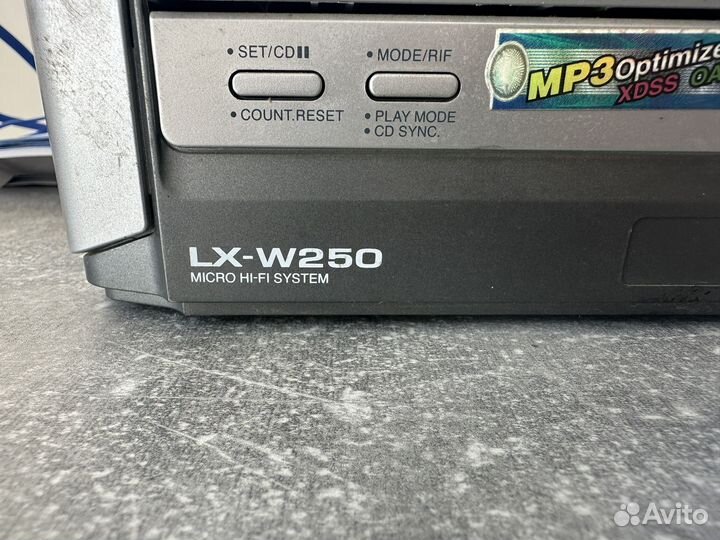 • SET/CD
• MODE/RIF
• COUNT.RESET
• PLAY MODE
• CD SYNC.
MP3 Optimize
XDSS
LX-W250
MICRO HI-FI SYSTEM
Avito